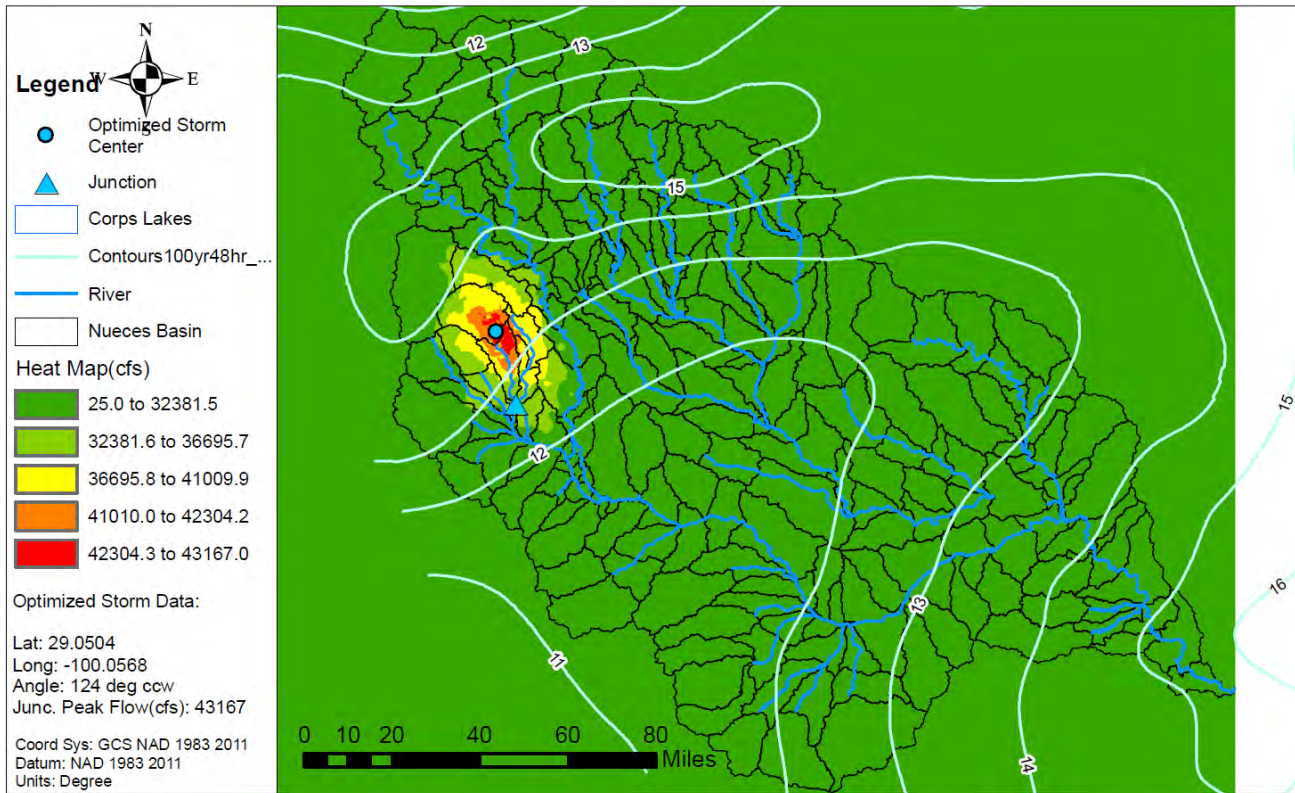 N
Legend
W
E
S
Optimized Storm
Center
Junction
Corps Lakes
Contours100yr48hr_...
River
Nueces Basin
Heat Map(cfs)
25.0 to 32381.5
32381.6 to 36695.7
36695.8 to 41009.9
41010.0 to 42304.2
42304.3 to 43167.0
Optimized Storm Data:
Lat: 29.0504
Long: -100.0568
Angle: 124 deg ccw
Junc. Peak Flow(cfs): 43167
Coord Sys: GCS NAD 1983 2011
Datum: NAD 1983 2011
Units: Degree
12
13
15
15
12
16
13
11
14
0 10 20 40 60 80
Miles